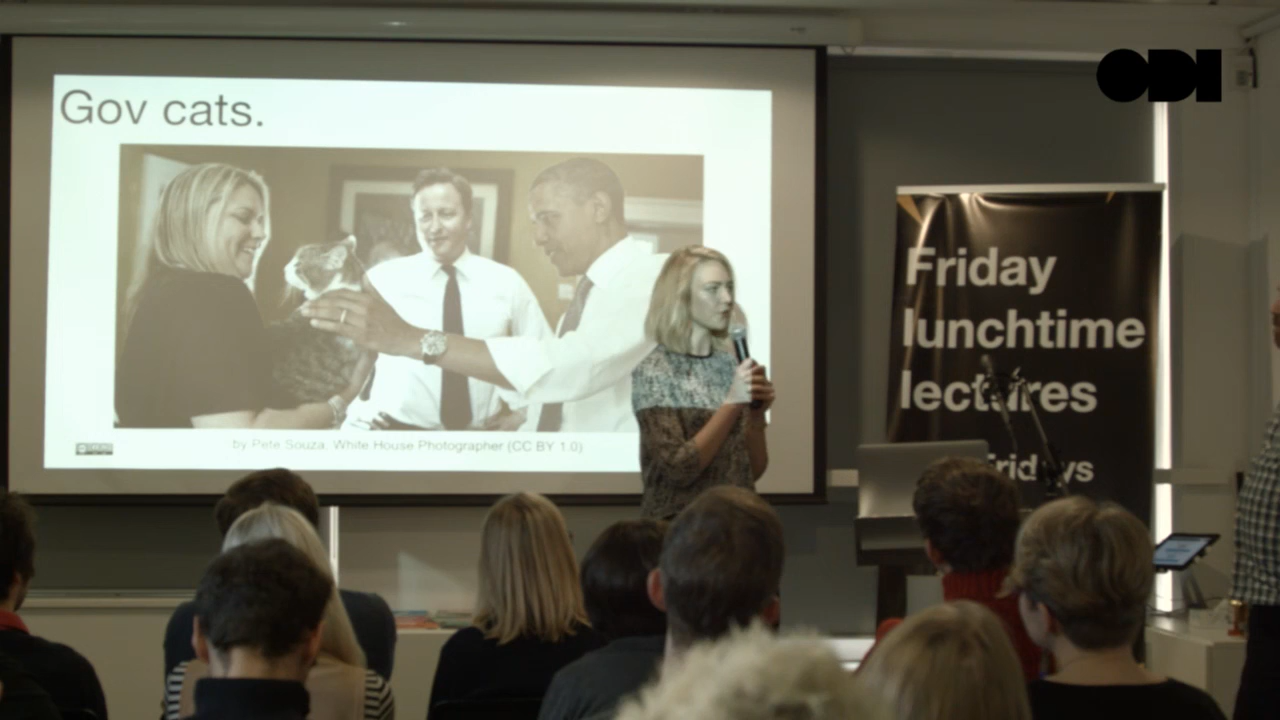 ODI
Gov cats.
by Pete Souza. White House Photographer (CC BY 1.0)
Friday
lunchtime
lectures